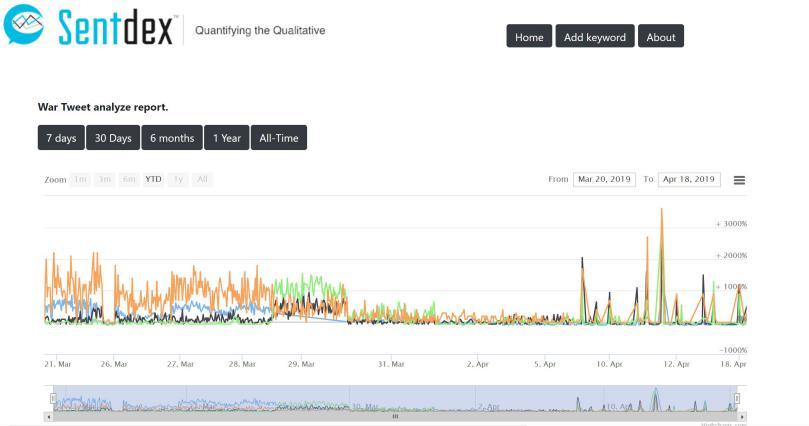 Sentdex™
Quantifying the Qualitative
Home Add keyword About
War Tweet analyze report.
7 days 30 Days 6 months 1 Year All-Time
Zoom 1m 3m 6m YTD 1y All From Mar 20, 2019 To Apr 18, 2019
+ 3000%
+ 2000%
+ 1000%
0%
-1000%
21. Mar 26. Mar 27. Mar 28. Mar 29. Mar 31. Mar 2. Apr 5. Apr 10. Apr 12. Apr 18. Apr
30. Mar 2. Apr 10. Apr